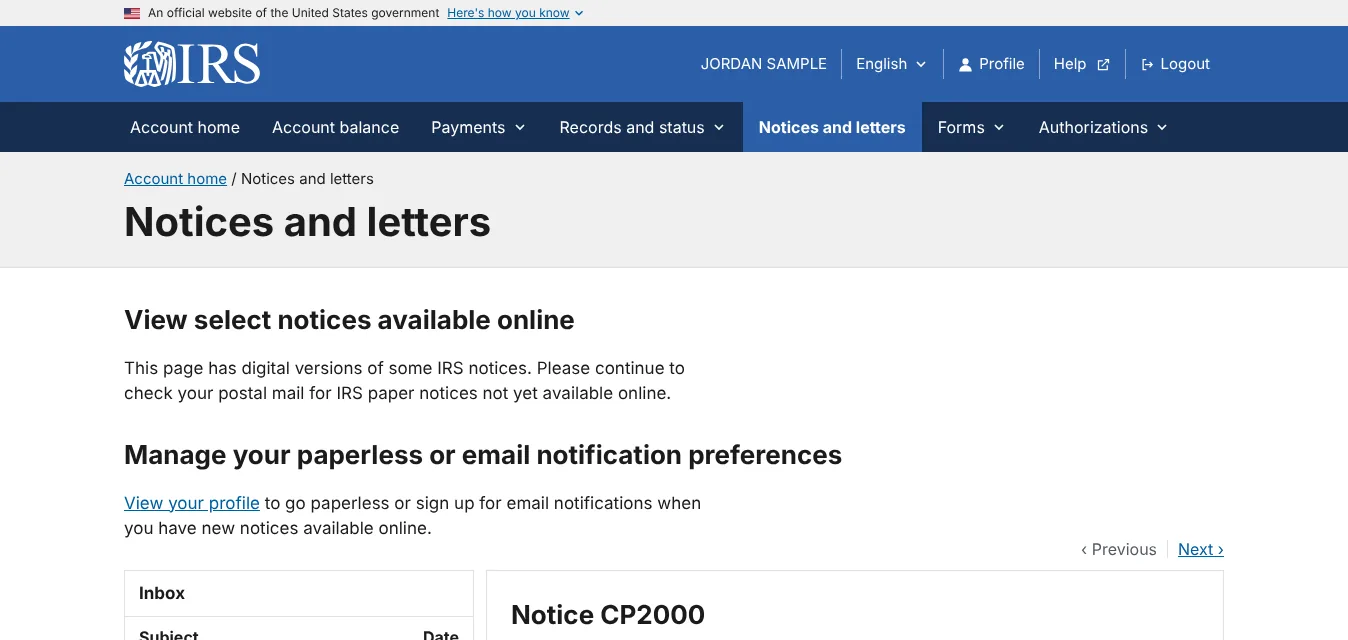 An official website of the United States government Here's how you know
IRS
JORDAN SAMPLE English Profile Help Logout
Account home Account balance Payments Records and status Notices and letters Forms Authorizations
Account home / Notices and letters
Notices and letters
View select notices available online
This page has digital versions of some IRS notices. Please continue to
check your postal mail for IRS paper notices not yet available online.
Manage your paperless or email notification preferences
View your profile to go paperless or sign up for email notifications when
you have new notices available online.
‹ Previous Next ›
Inbox
Subject Date
Notice CP2000